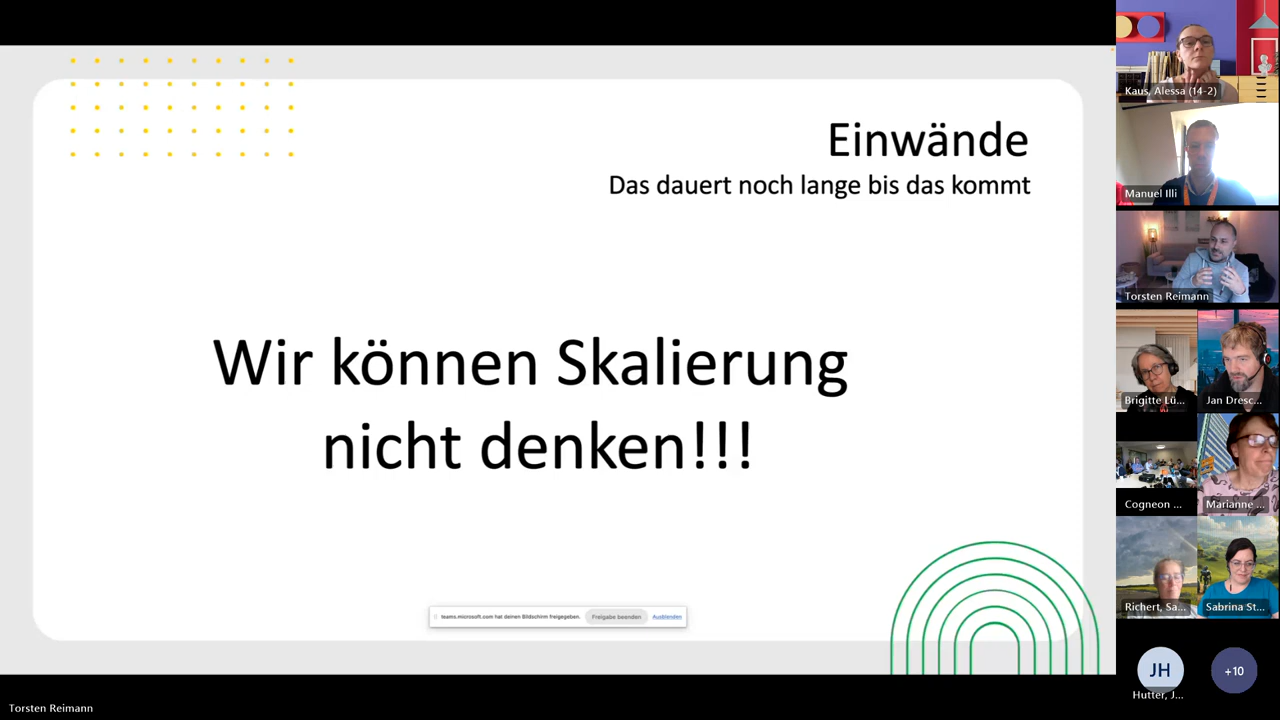 Einwände
Das dauert noch lange bis das kommt
Wir können Skalierung
nicht denken!!!
teams.microsoft.com hat deinen Bildschirm freigegeben.
Freigabe beenden
Ausblenden
Torsten Reimann
Kaus, Alessa (14-2)
Manuel Illi
Torsten Reimann
Brigitte Lü...
Jan Dresc...
Cogneon ...
Marianne ...
Richert, Sa...
Sabrina St...
JH
Hutter, J...
+10